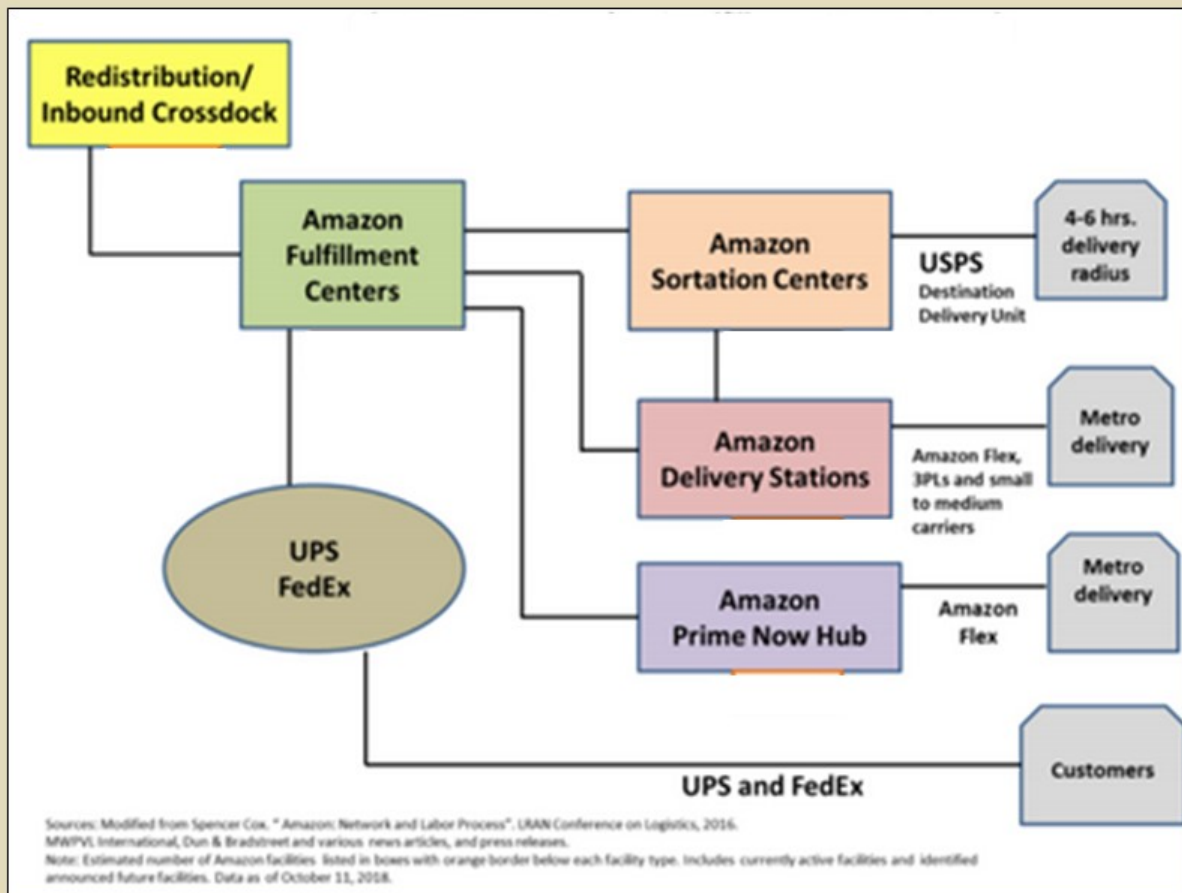 Redistribution/
Inbound Crossdock
Amazon
Fulfillment
Centers
Amazon
Sortation Centers
USPS
Destination
Delivery Unit
4-6 hrs.
delivery
radius
Amazon
Delivery Stations
Amazon Flex,
3PLs and small
to medium
carriers
Metro
delivery
UPS
FedEx
Amazon
Prime Now Hub
Amazon
Flex
Metro
delivery
UPS and FedEx
Customers
Sources: Modified from Spencer Cox. " Amazon: Network and Labor Process". LRAN Conference on Logistics, 2016.
MWPVL International, Dun & Bradstreet and various news articles, and press releases.
Note: Estimated number of Amazon facilities listed in boxes with orange border below each facility type. Includes currently active facilities and identified
announced future facilities. Data as of October 11, 2018.